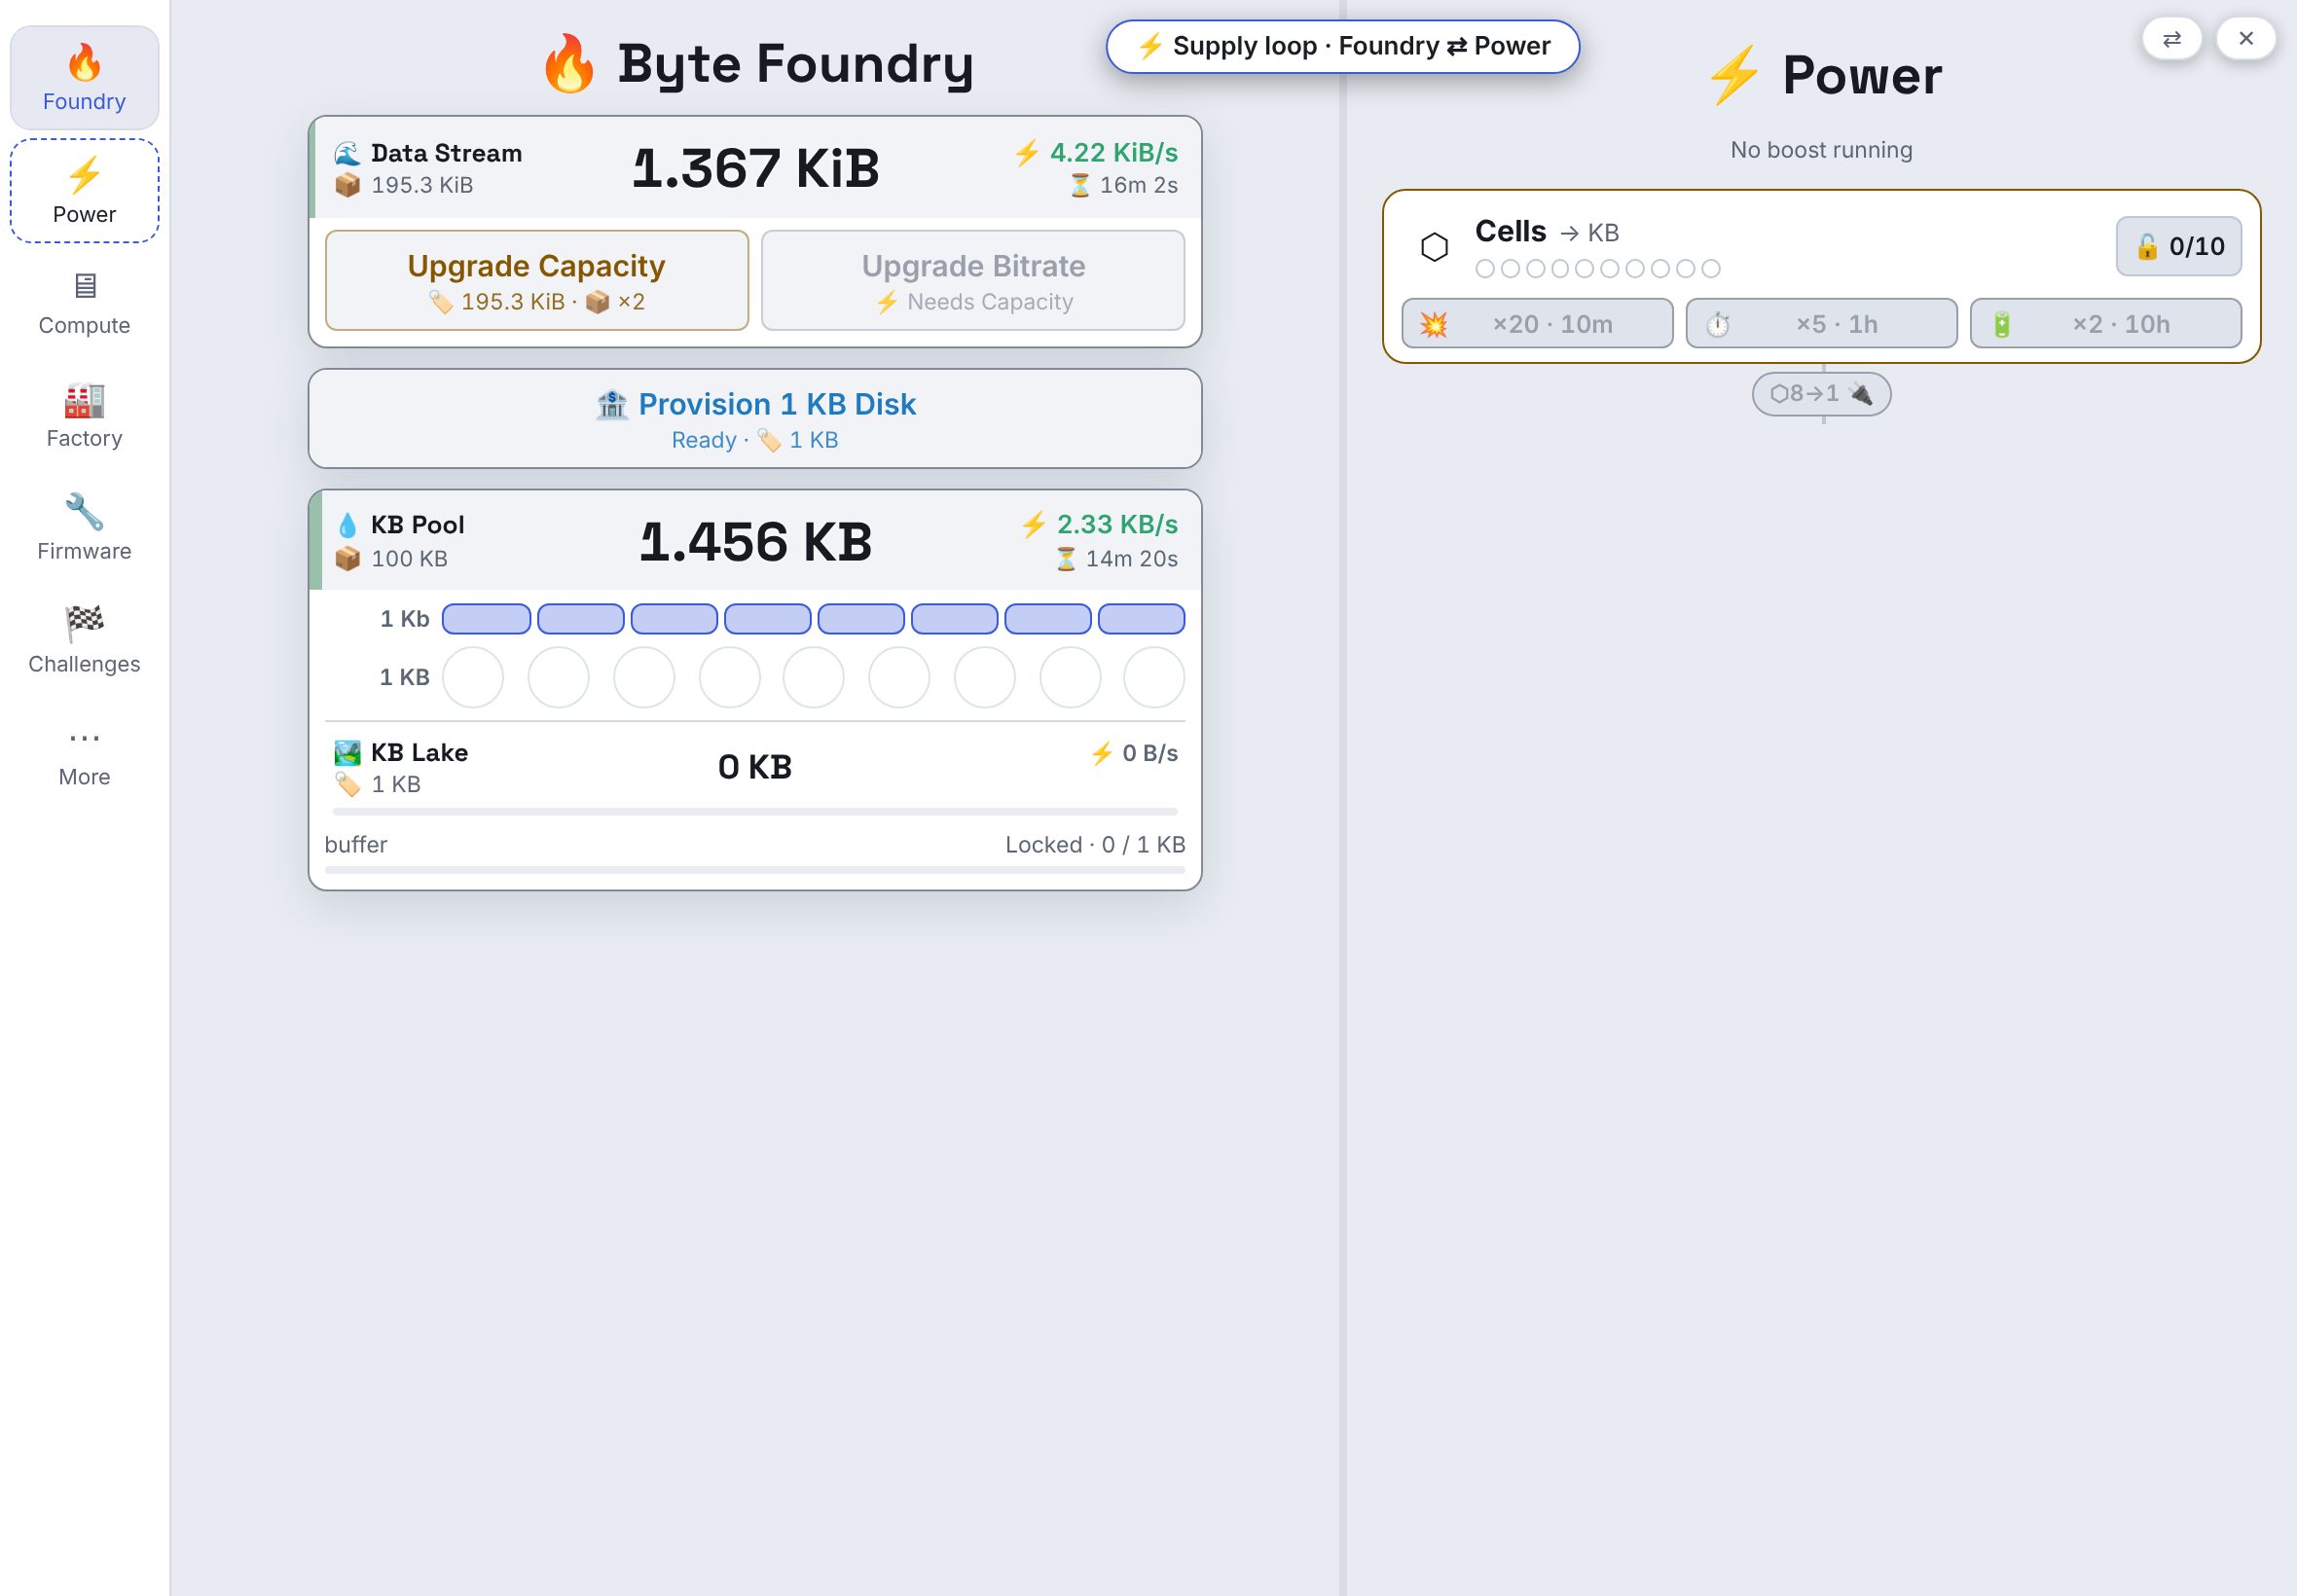 Foundry
Power
Compute
Factory
Firmware
Challenges
More
Byte Foundry
Data Stream
195.3 KiB
1.367 KiB
4.22 KiB/s
16m 2s
Upgrade Capacity
195.3 KiB · ×2
Upgrade Bitrate
Needs Capacity
Provision 1 KB Disk
Ready · 1 KB
KB Pool
100 KB
1.456 KB
2.33 KB/s
14m 20s
1 Kb
1 KB
KB Lake
1 KB
0 KB
0 B/s
buffer
Locked · 0 / 1 KB
Supply loop · Foundry ⇄ Power
Power
No boost running
Cells → KB
0/10
×20 · 10m
×5 · 1h
×2 · 10h
8→1